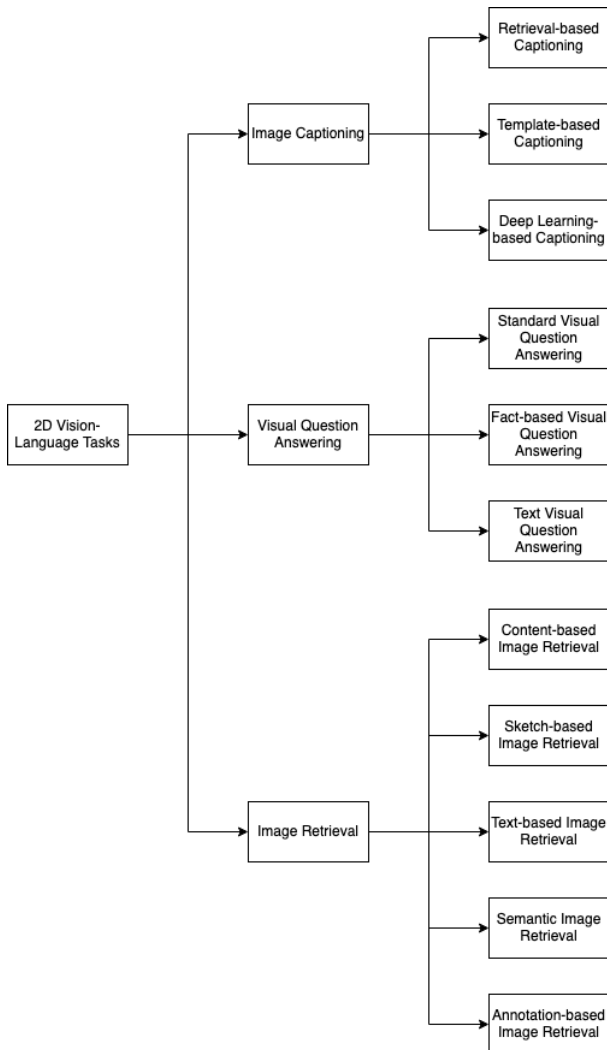 2D Vision-
Language Tasks
Image Captioning
Retrieval-based
Captioning
Template-based
Captioning
Deep Learning-
based Captioning
Visual Question
Answering
Standard Visual
Question
Answering
Fact-based Visual
Question
Answering
Text Visual
Question
Answering
Image Retrieval
Content-based
Image Retrieval
Sketch-based
Image Retrieval
Text-based Image
Retrieval
Semantic Image
Retrieval
Annotation-based
Image Retrieval